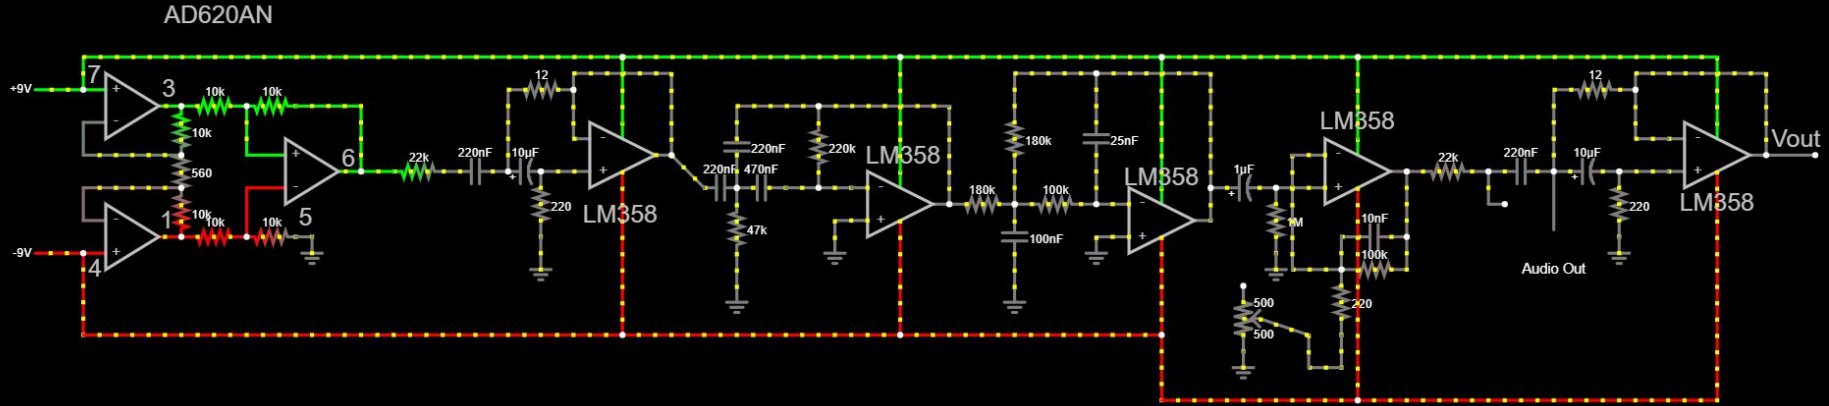 AD620AN
+9V
7
3
10k
10k
10k
560
10k
10k
10k
1
-9V
4
5
6
22k
220nF
10μF
12
220
LM358
220nF
220nF
470nF
47k
220k
LM358
180k
100nF
180k
100k
25nF
LM358
1μF
1M
LM358
10nF
100k
220
500
500
22k
220nF
Audio Out
12
10μF
220
LM358
Vout